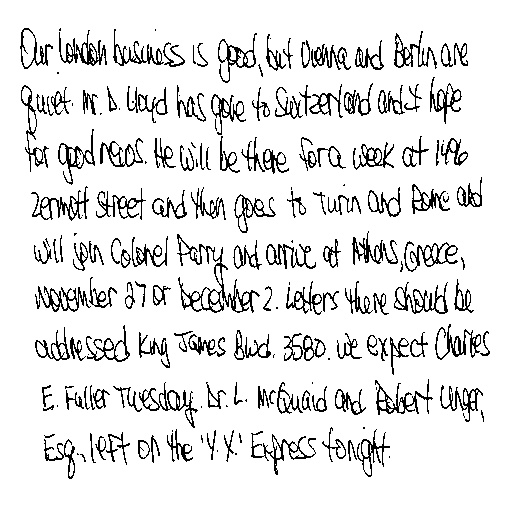 Our London business is good, but Vienna and Berlin are
quiet. Mr. D. Lloyd has gone to Switzerland and I hope
for good news. He will be there for a week at 1496
Zermott Street and then goes to Turin and Rome and
will join Colonel Parry and arrive at Athens, Greece,
November 27 or December 2. Letters there should be
addressed King James Blvd. 3580. We expect Charles
E. Fuller Tuesday. Dr. L. McQuaid and Robert Unger,
Esq., left on the 'Y.X.' Express tonight.